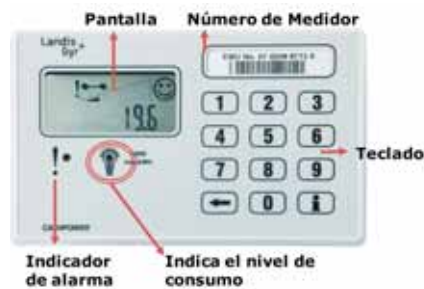 Pantalla
Número de Medidor
Landis
Gyr
+
19.6
1 2 3
4 5 6
7 8 9
0 i
Teclado
Indicador
de alarma
Indica el nivel de
consumo